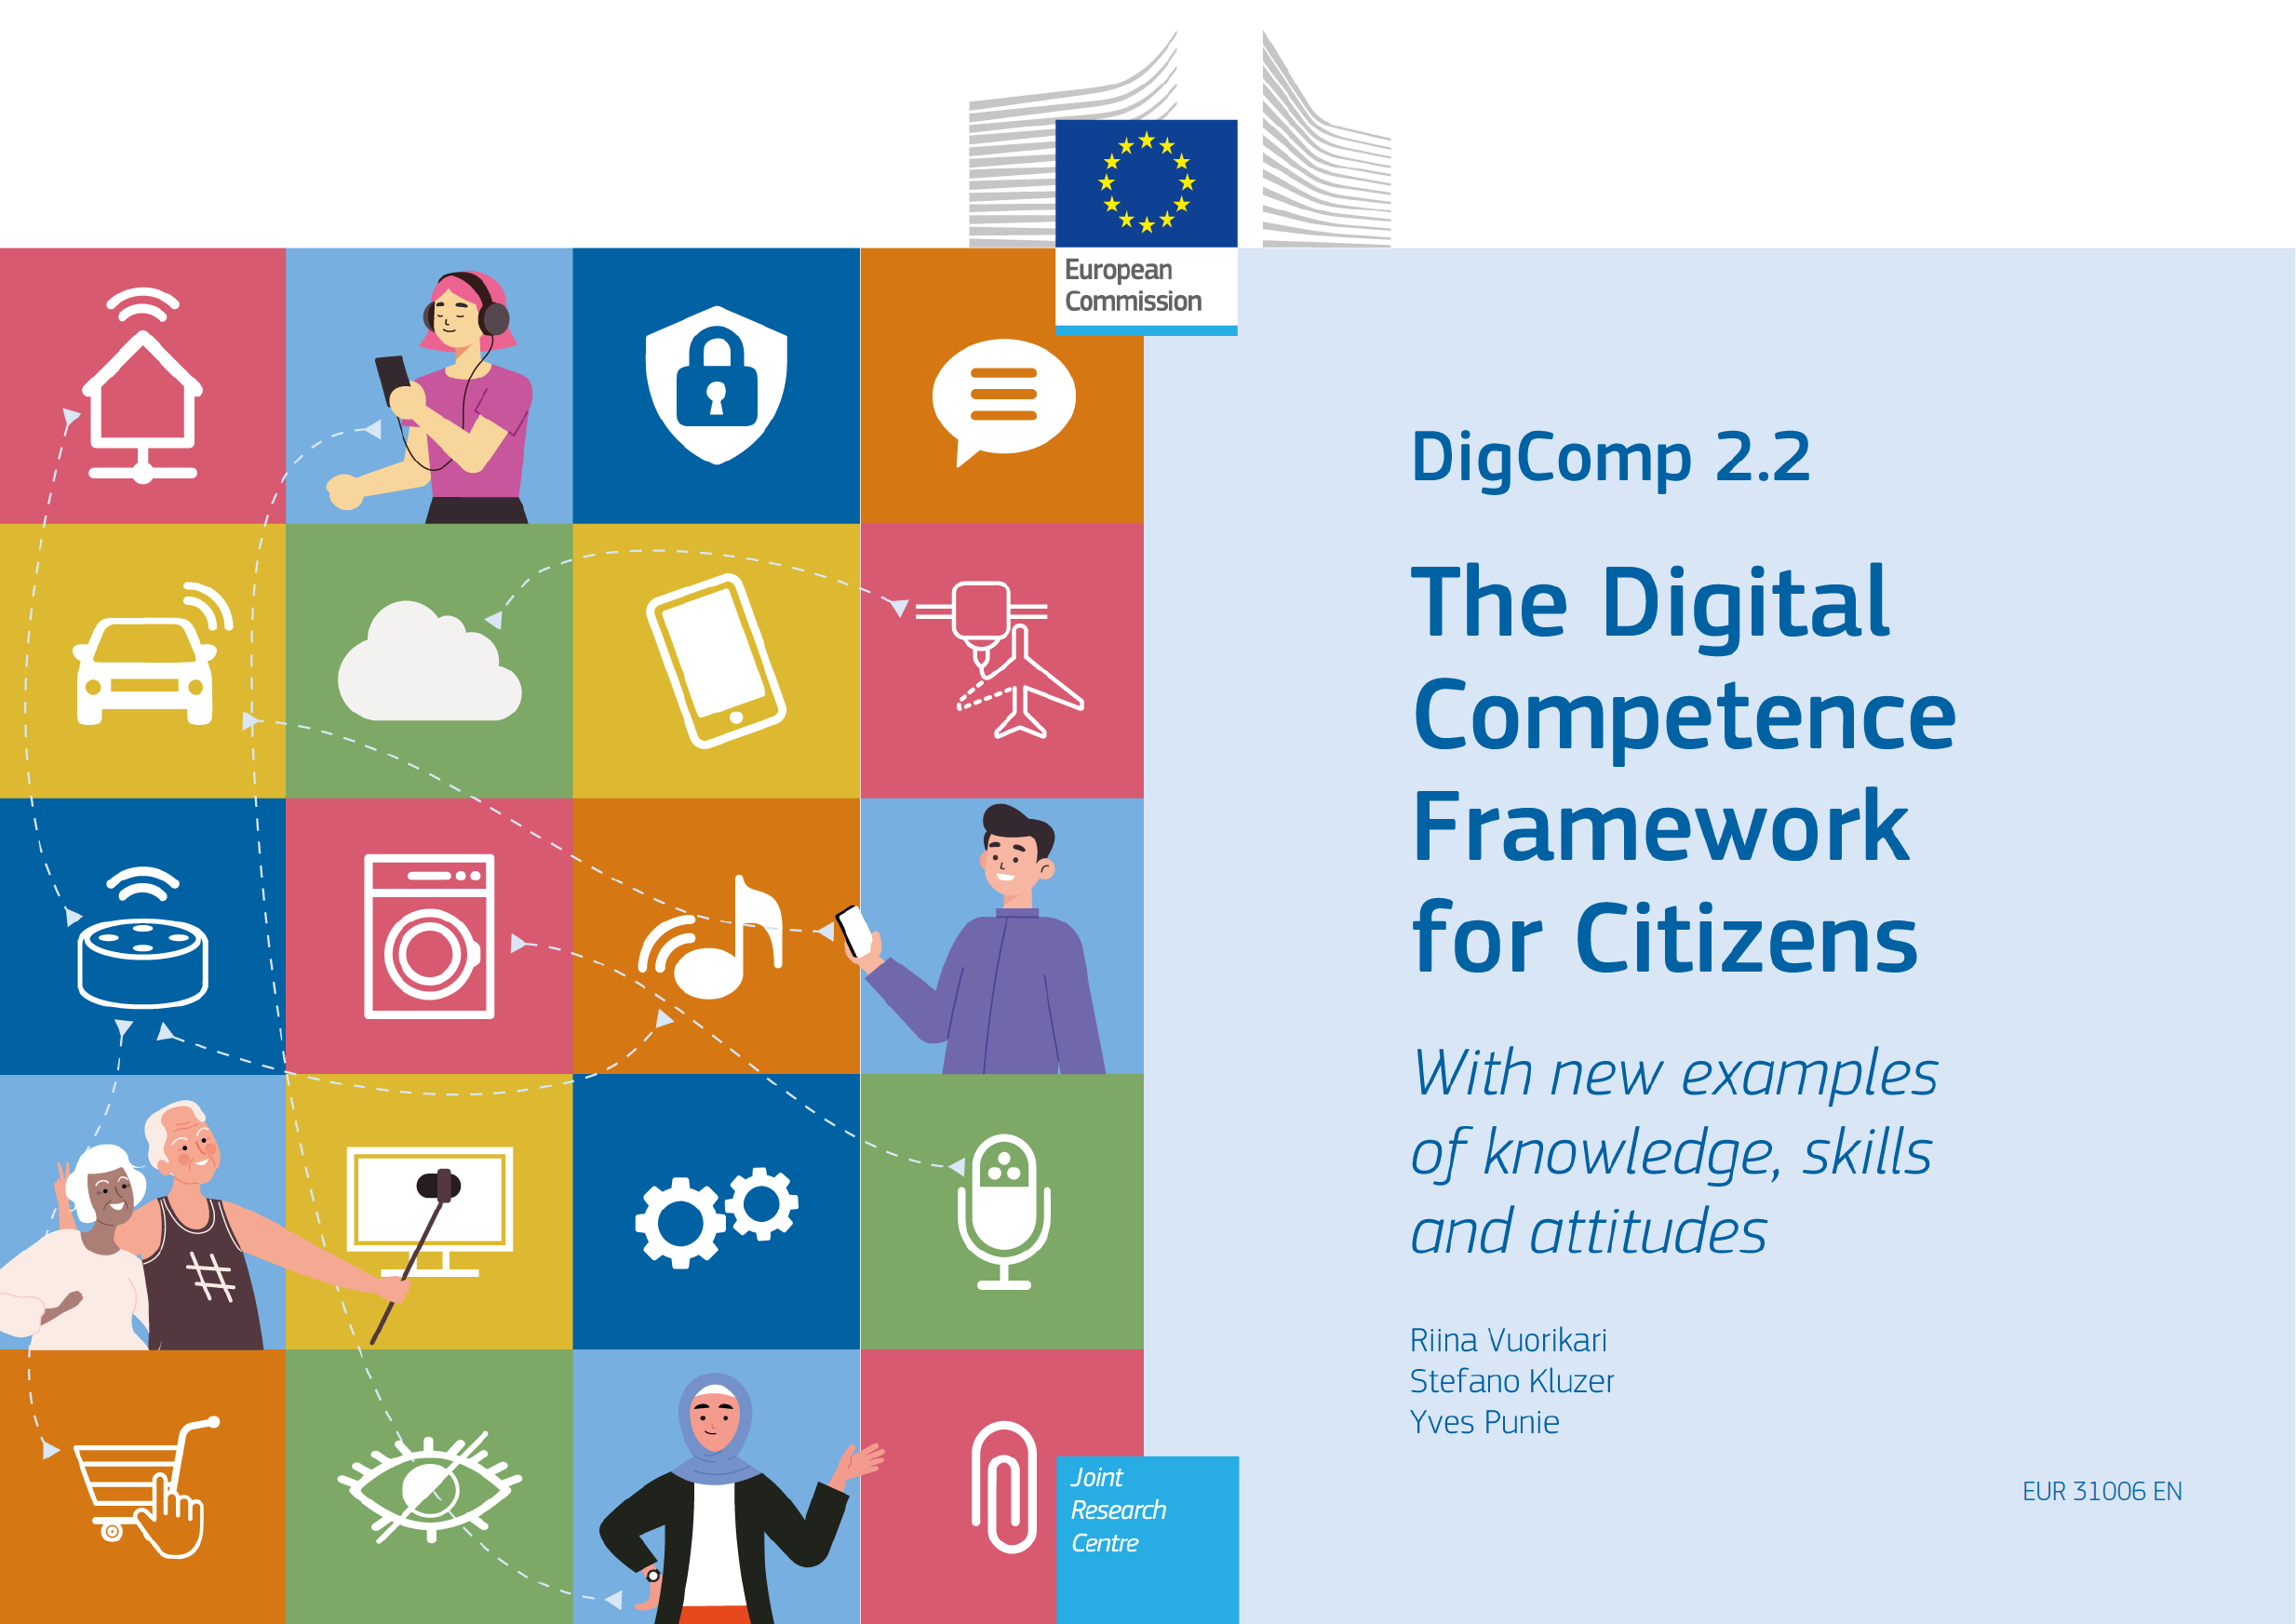 European
Commission
DigComp 2.2
The Digital
Competence
Framework
for Citizens
With new examples
of knowledge, skills
and attitudes
Riina Vuorikari
Stefano Kluzer
Yves Punie
EUR 31006 EN
Joint
Research
Centre